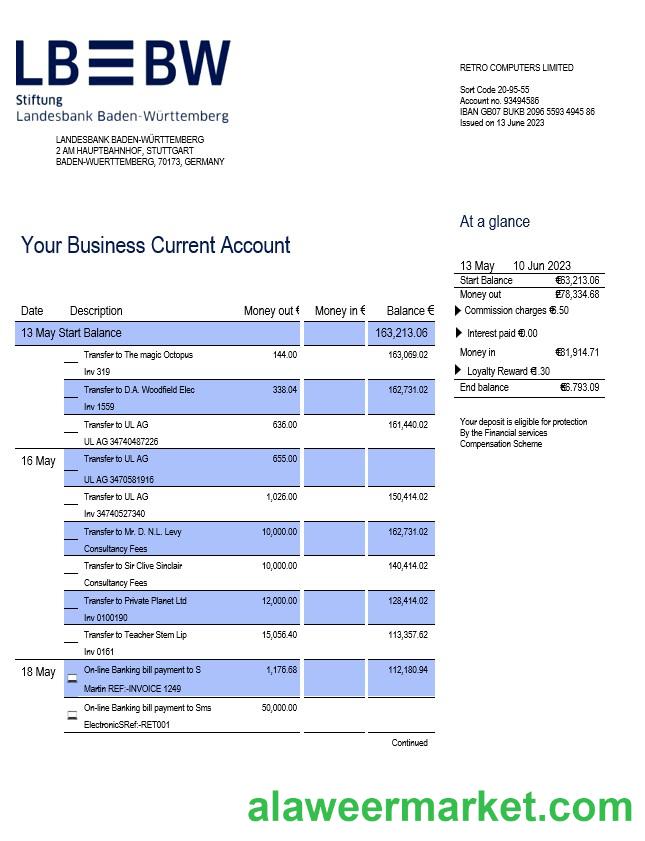 LBBW
Stiftung
Landesbank Baden-Württemberg
LANDESBANK BADEN-WÜRTTEMBERG
2 AM HAUPTBAHNHOF, STUTTGART
BADEN-WUERTTEMBERG, 70173, GERMANY
RETRO COMPUTERS LIMITED
Sort Code 20-95-55
Account no. 93494586
IBAN GB07 BUKB 2096 5593 4945 86
Issued on 13 June 2023
At a glance
13 May 10 Jun 2023
Start Balance €63,213.06
Money out £78,334.68
Commission charges €6.50
Interest paid €0.00
Money in €31,914.71
Loyalty Reward €1.30
End balance €6.793.09
Your deposit is eligible for protection
By the Financial services
Compensation Scheme
Your Business Current Account
Date Description Money out € Money in € Balance €
13 May Start Balance 163,213.06
Transfer to The magic Octopus 144.00 163,069.02
Inv 319
Transfer to D.A. Woodfield Elec 338.04 162,731.02
Inv 1559
Transfer to UL AG 636.00 161,440.02
UL AG 34740487226
16 May Transfer to UL AG 655.00
UL AG 3470581916
Transfer to UL AG 1,026.00 150,414.02
Inv 34740527340
Transfer to Mr. D. N.L. Levy 10,000.00 162,731.02
Consultancy Fees
Transfer to Sir Clive Sinclair 10,000.00 140,414.02
Consultancy Fees
Transfer to Private Planet Ltd 12,000.00 128,414.02
Inv 0100190
Transfer to Teacher Stem Lip 15,056.40 113,357.62
Inv 0161
18 May On-line Banking bill payment to S 1,176.68 112,180.94
Martin REF:-INVOICE 1249
On-line Banking bill payment to Sms 50,000.00
ElectronicSRef:-RET001
Continued
alaweermarket.com